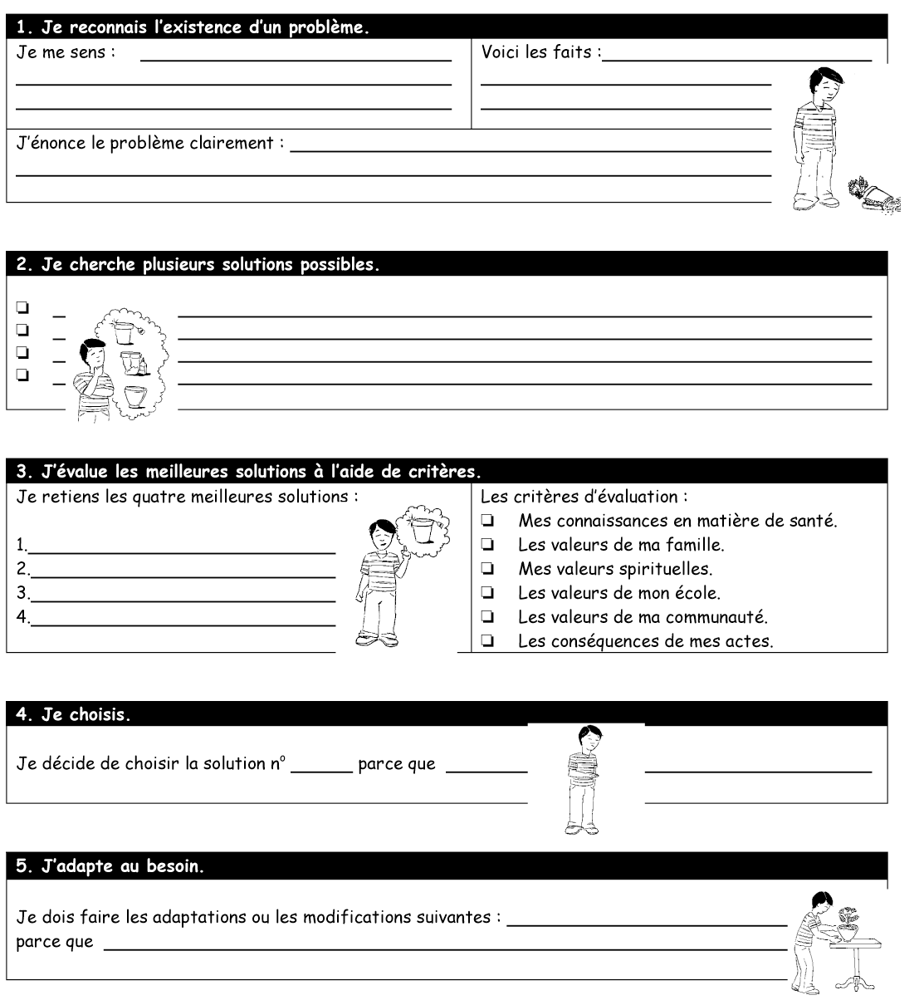 1. Je reconnais l’existence d’un problème.
Je me sens :
Voici les faits :
J’énonce le problème clairement :
2. Je cherche plusieurs solutions possibles.
3. J’évalue les meilleures solutions à l’aide de critères.
Je retiens les quatre meilleures solutions :
1.
2.
3.
4.
Les critères d’évaluation :
Mes connaissances en matière de santé.
Les valeurs de ma famille.
Mes valeurs spirituelles.
Les valeurs de mon école.
Les valeurs de ma communauté.
Les conséquences de mes actes.
4. Je choisis.
Je décide de choisir la solution nº ______ parce que
5. J’adapte au besoin.
Je dois faire les adaptations ou les modifications suivantes :
parce que